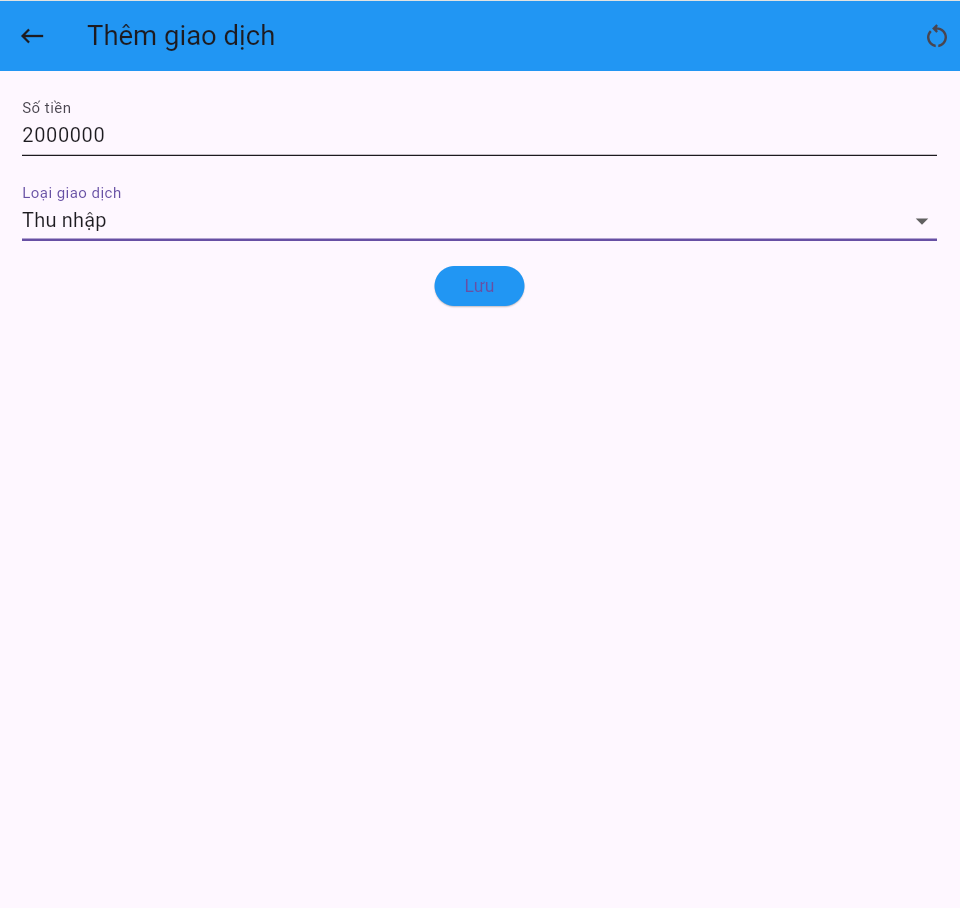 Thêm giao dịch
Số tiền
2000000
Loại giao dịch
Thu nhập
Lưu